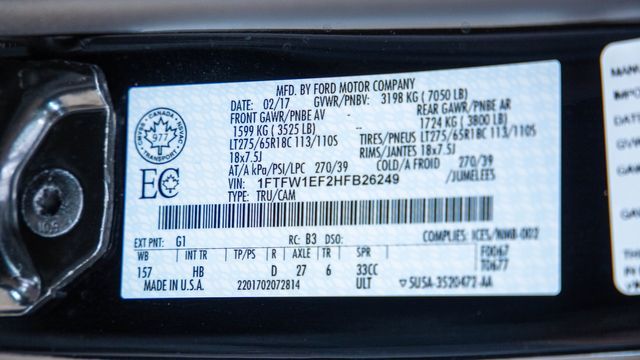 MFD. BY FORD MOTOR COMPANY
DATE: 02/17 GVWR/PNBV: 3198 KG ( 7050 LB)
FRONT GAWR/PNBE AV REAR GAWR/PNBE AR
1599 KG ( 3525 LB) -- 1724 KG ( 3800 LB)
LT275/65R18C 113/110S TIRES/PNEUS LT275/65R18C 113/110S
18x7.5J RIMS/JANTES 18x7.5J
AT/A kPa/PSI/LPC 270/39 COLD/A FROID 270/39
VIN: 1FTFW1EF2HFB26249 /JUMELEES
TYPE: TRU/CAM
CANADA
977
TRANSPORT
EC
EXT PNT: G1 RC: B3 DSO: COMPLIES: ICES/NMB-002
WB INT TR TP/PS R AXLE TR SPR F0067
157 HB D 27 6 33CC T0677
MADE IN U.S.A. 2201702072814 ULT 5U5A-3520472-AA